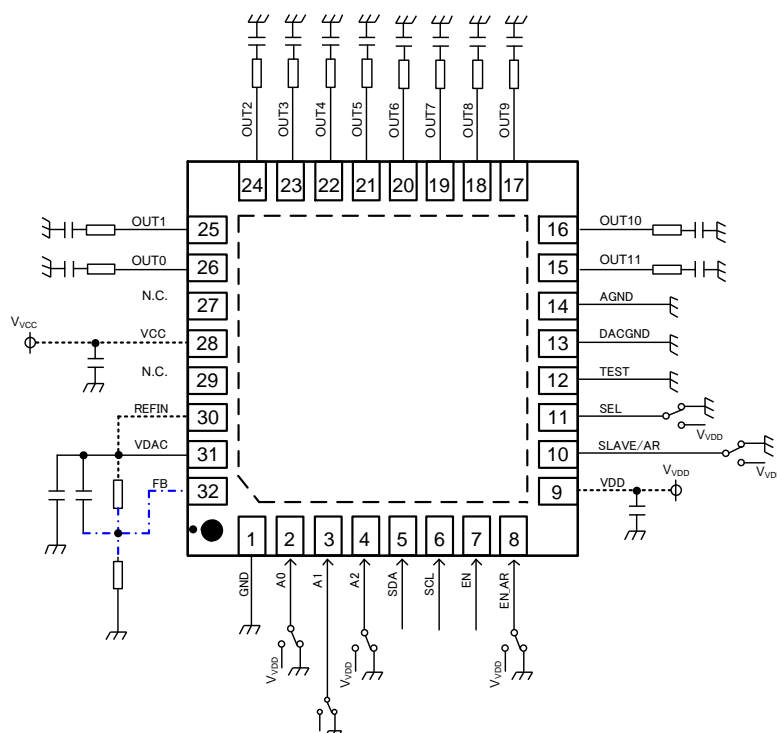 OUT2 OUT3 OUT4 OUT5 OUT6 OUT7 OUT8 OUT9
24 23 22 21 20 19 18 17
OUT1 25
OUT0 26
N.C. 27
VVCC VCC 28
N.C. 29
REFIN 30
VDAC 31
FB 32
16 OUT10
15 OUT11
14 AGND
13 DACGND
12 TEST
11 SEL VVDD
10 SLAVE/AR VVD
9 VDD VVDD
1 2 3 4 5 6 7 8
GND A0 A1 A2 SDA SCL EN EN_AR
VVDD VVDD VVDD